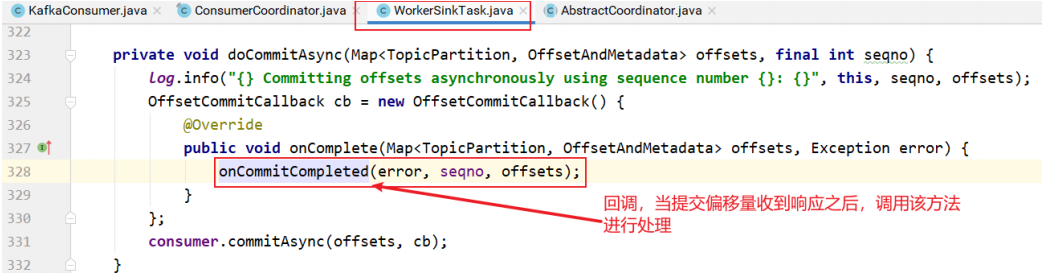 KafkaConsumer.java × ConsumerCoordinator.java × WorkerSinkTask.java × AbstractCoordinator.java ×
322
323 private void doCommitAsync(Map<TopicPartition, OffsetAndMetadata> offsets, final int seqno) {
324 log.info("{} Committing offsets asynchronously using sequence number {}: {}", this, seqno, offsets);
325 OffsetCommitCallback cb = new OffsetCommitCallback() {
326 @Override
327 public void onComplete(Map<TopicPartition, OffsetAndMetadata> offsets, Exception error) {
328 onCommitCompleted(error, seqno, offsets);
329 }
回调，当提交偏移量收到响应之后，调用该方法
进行处理
330 };
331 consumer.commitAsync(offsets, cb);
332 }